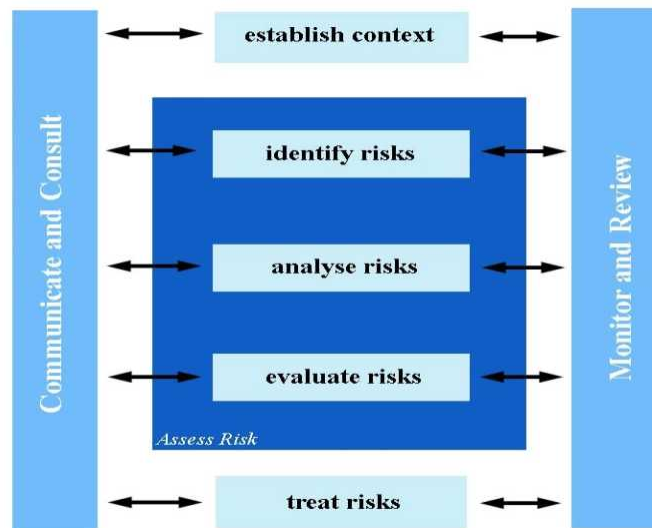 establish context
Communicate and Consult
identify risks
analyse risks
evaluate risks
Assess Risk
treat risks
Monitor and Review